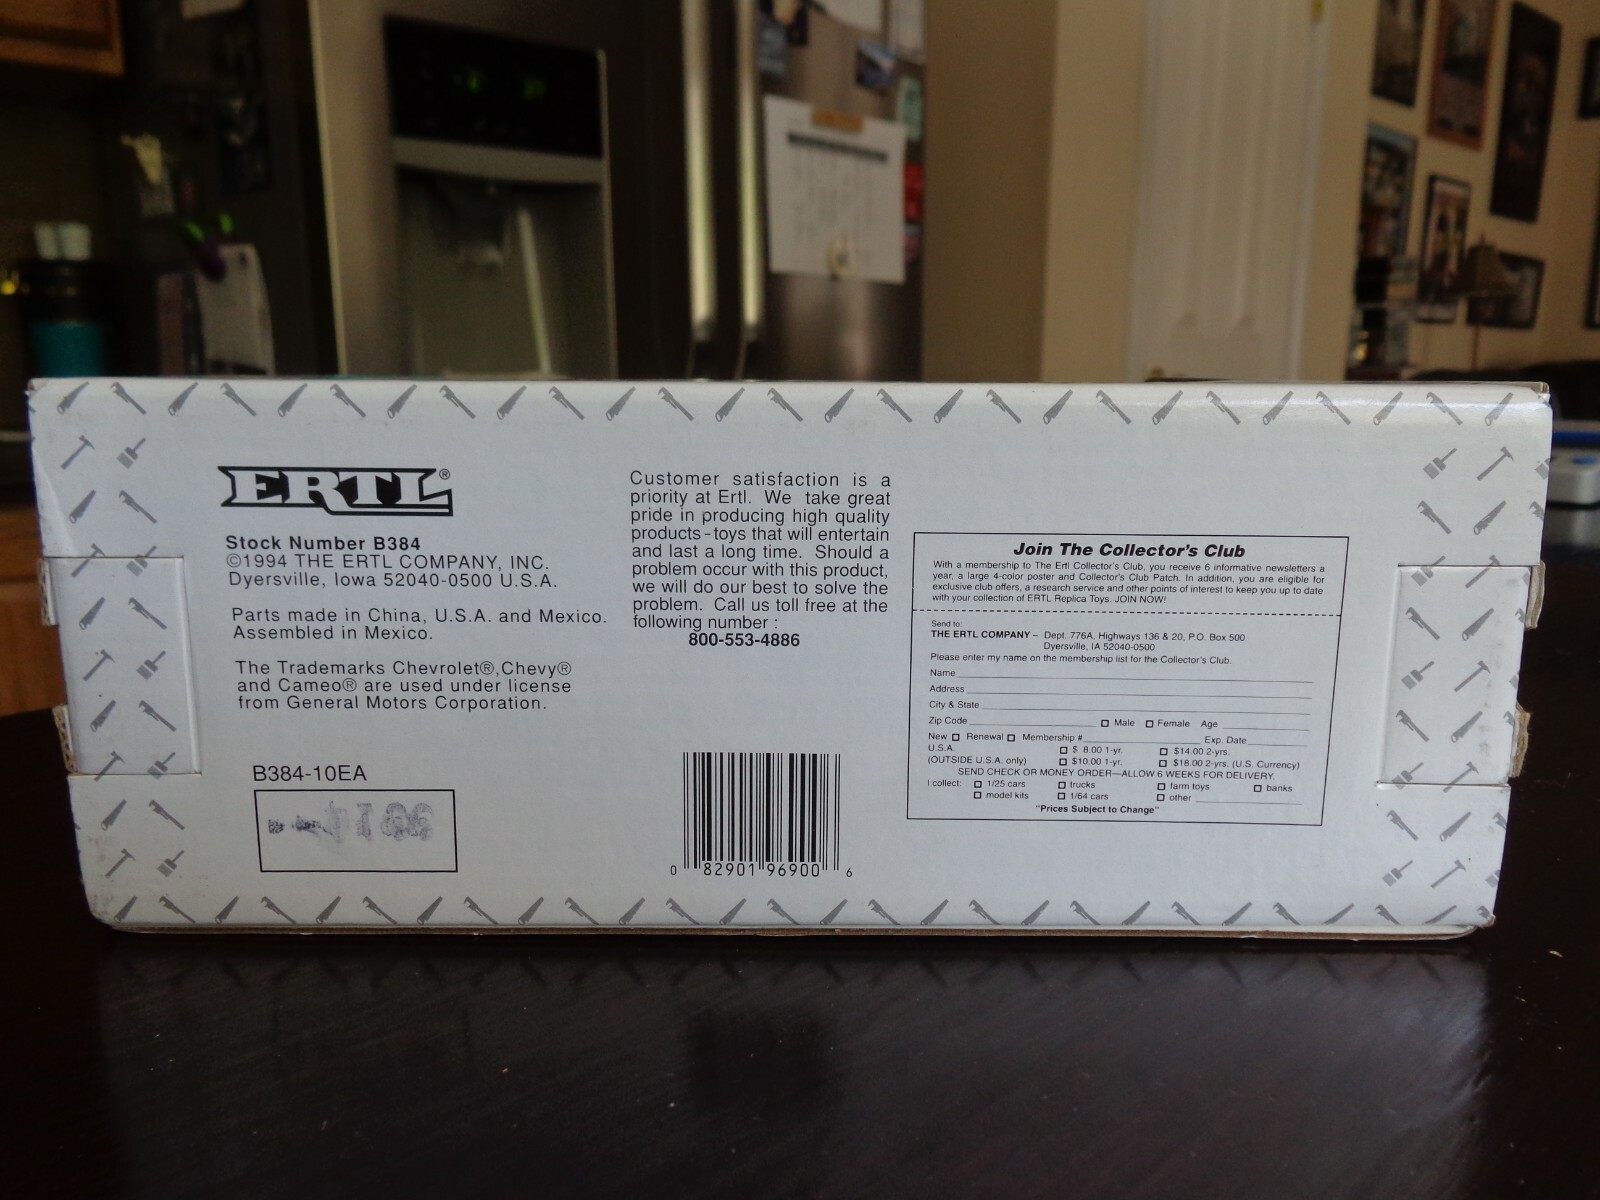 ERTL®
Stock Number B384
©1994 THE ERTL COMPANY, INC.
Dyersville, Iowa 52040-0500 U.S.A.
Parts made in China, U.S.A. and Mexico.
Assembled in Mexico.
The Trademarks Chevrolet®,Chevy®
and Cameo® are used under license
from General Motors Corporation.
B384-10EA
Customer satisfaction is a
priority at Ertl. We take great
pride in producing high quality
products-toys that will entertain
and last a long time. Should a
problem occur with this product,
we will do our best to solve the
problem. Call us toll free at the
following number :
800-553-4886
0 82901 96900 6
Join The Collector's Club
With a membership to The Ertl Collector's Club, you receive 6 informative newsletters a
year, a large 4-color poster and Collector's Club Patch. In addition, you are eligible for
exclusive club offers, a research service and other points of interest to keep you up to date
with your collection of ERTL Replica Toys. JOIN NOW!
Send to:
THE ERTL COMPANY – Dept. 776A, Highways 136 & 20, P.O. Box 500
Dyersville, IA 52040-0500
Please enter my name on the membership list for the Collector's Club.
Name
Address
City & State
Zip Code Male Female Age
New Renewal Membership # Exp. Date
U.S.A. $ 8.00 1-yr. $14.00 2-yrs.
(OUTSIDE U.S.A. only) $10.00 1-yr. $18.00 2-yrs. (U.S. Currency)
SEND CHECK OR MONEY ORDER—ALLOW 6 WEEKS FOR DELIVERY.
I collect: 1/25 cars trucks farm toys banks
model kits 1/64 cars other
"Prices Subject to Change"